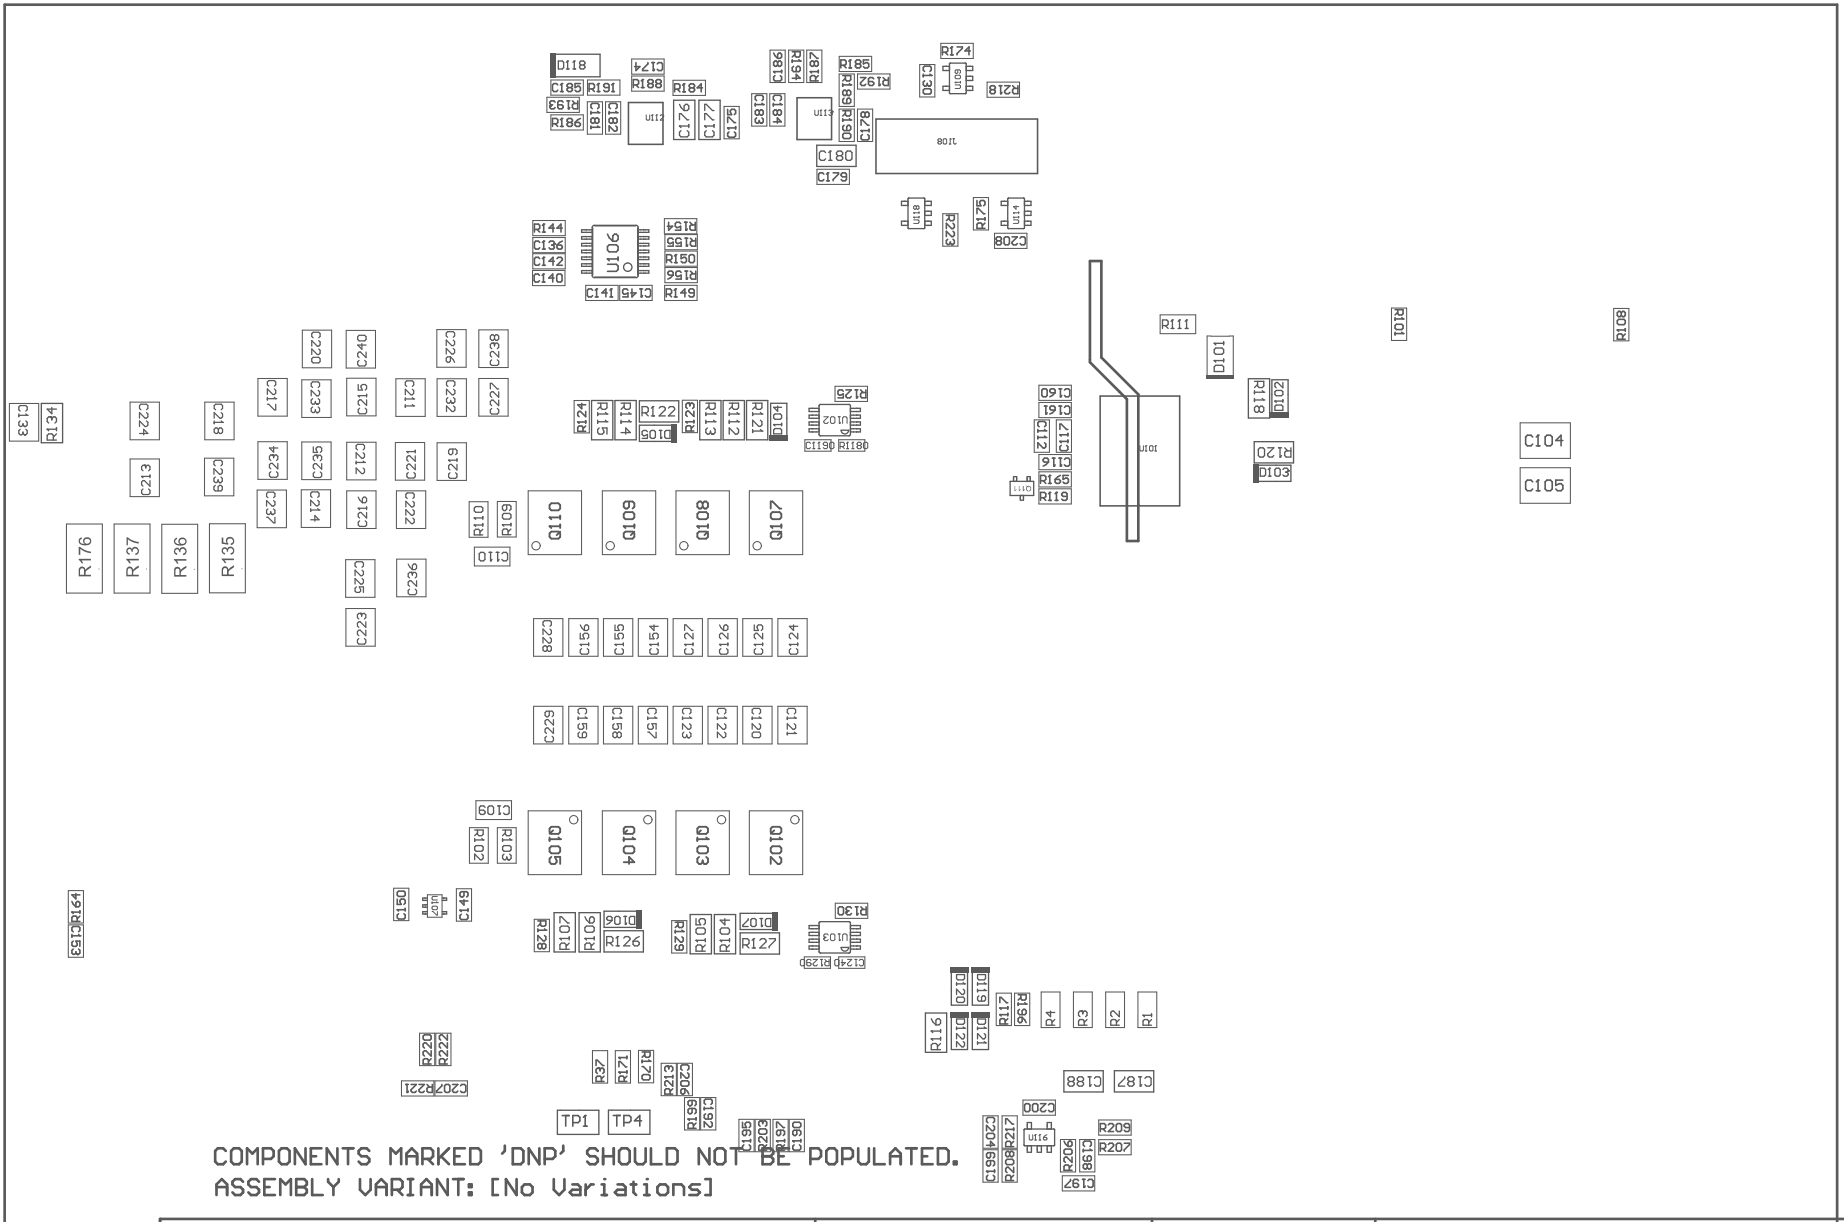 R174
D118
C174
C186
R194
R187
R185
U109
C185
R191
R188
R184
R189
R192
C130
R218
R193
C181
C182
U112
C176
C177
C175
C183
C184
U113
R190
C178
J108
R186
C180
C179
U118
R223
R175
U114
C208
R144
C136
C142
C140
U106
R154
R155
R150
R156
C141
C145
R149
C220
C240
C226
C238
R111
D101
R101
R108
C133
R134
C224
C218
C217
C233
C215
C211
C232
C227
R124
R115
R114
R122
D105
R123
R113
R112
R121
D104
R125
U102
C119D
R118D
C160
C161
C112
C117
C116
R165
R119
Q111
U101
R118
D102
R120
D103
C104
C105
C213
C239
C234
C235
C212
C221
C219
C237
C214
C216
C222
R110
R109
C110
Q110
Q109
Q108
Q107
R176
R137
R136
R135
C225
C236
C223
C228
C156
C155
C154
C127
C126
C125
C124
C229
C159
C158
C157
C123
C122
C120
C121
C109
R102
R103
Q105
Q104
Q103
Q102
R164
C153
C150
U107
C149
R128
R107
R106
D106
R126
R129
R105
R104
D107
R127
R130
U103
R129D
C124D
D120
D119
R117
R196
R4
R3
R2
R1
R116
D122
D121
R220
R222
R221
C207
R37
R171
R170
R213
C206
C188
C187
TP1
TP4
R199
C192
C195
R203
R197
C190
C200
C204
R217
U116
R209
R207
C199
R208
R206
C198
C197
COMPONENTS MARKED 'DNP' SHOULD NOT BE POPULATED.
ASSEMBLY VARIANT: [No Variations]